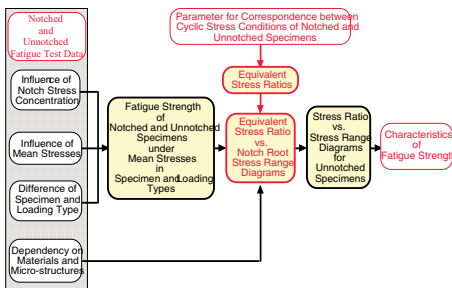 Notched
and
Unnotched
Fatigue Test Data
Influence of
Notch Stress
Concentration
Influence of
Mean Stresses
Difference of
Specimen and
Loading Type
Dependency on
Materials and
Micro-structures
Fatigue Strength
of
Notched and Unnotched
Specimens
under
Mean Stresses
in
Specimen and Loading
Types
Parameter for Correspondence between
Cyclic Stress Conditions of Notched and
Unnotched Specimens
Equivalent
Stress Ratios
Equivalent
Stress Ratio
vs.
Notch Root
Stress Range
Diagrams
Stress Ratio
vs.
Stress Range
Diagrams
for
Unnotched
Specimens
Characteristics
of
Fatigue Strength